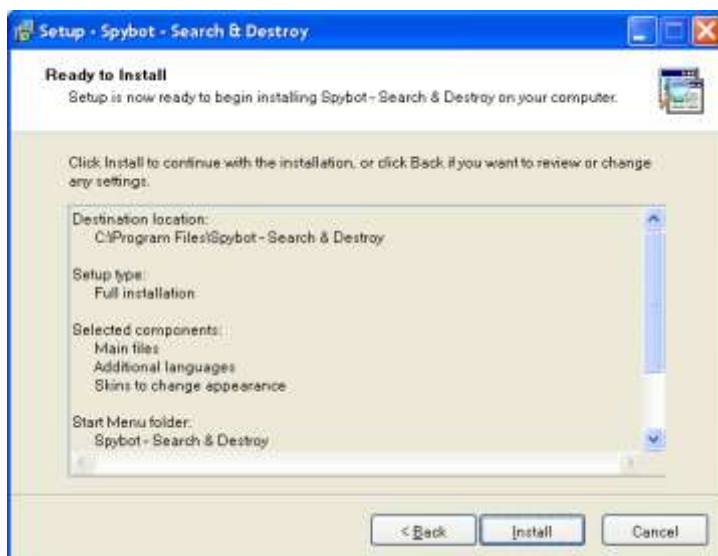 Setup - Spybot - Search & Destroy
Ready to Install
Setup is now ready to begin installing Spybot - Search & Destroy on your computer.
Click Install to continue with the installation, or click Back if you want to review or change
any settings.
Destination location:
C:\Program Files\Spybot - Search & Destroy
Setup type:
Full installation
Selected components:
Main files
Additional languages
Skins to change appearance
Start Menu folder:
Spybot - Search & Destroy
< Back
Install
Cancel